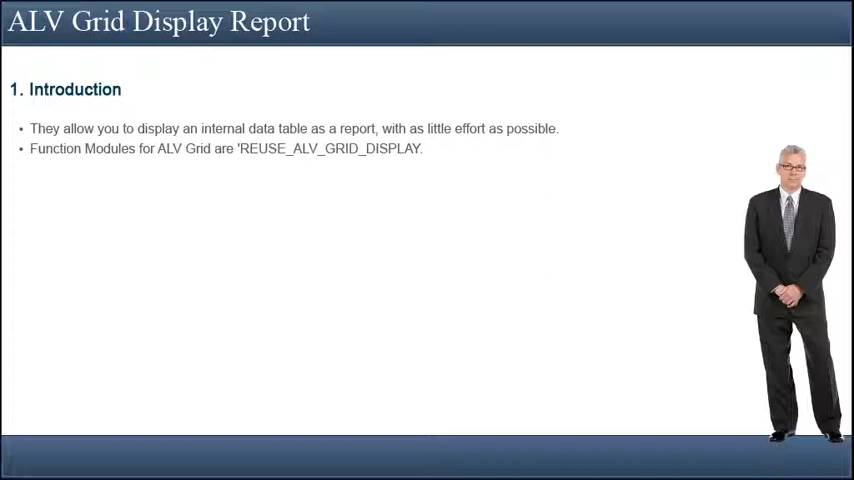 ALV Grid Display Report
1. Introduction
• They allow you to display an internal data table as a report, with as little effort as possible.
• Function Modules for ALV Grid are 'REUSE_ALV_GRID_DISPLAY.